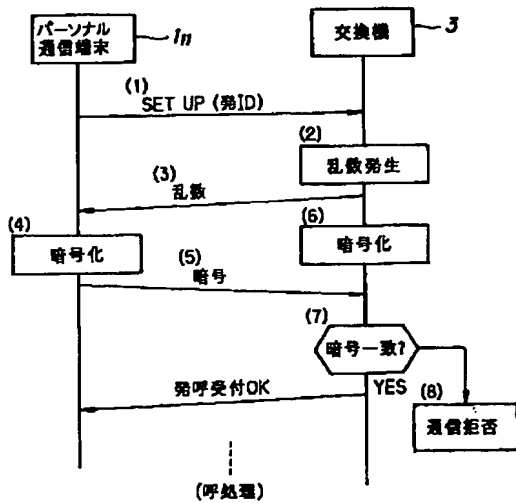 パーソナル
通信端末
1n
交換機
3
(1)
SET UP (発ID)
(2)
乱数発生
(3)
乱数
(4)
暗号化
(6)
暗号化
(5)
暗号
(7)
暗号一致?
発呼受付OK
YES
(8)
通信拒否
(呼処理)